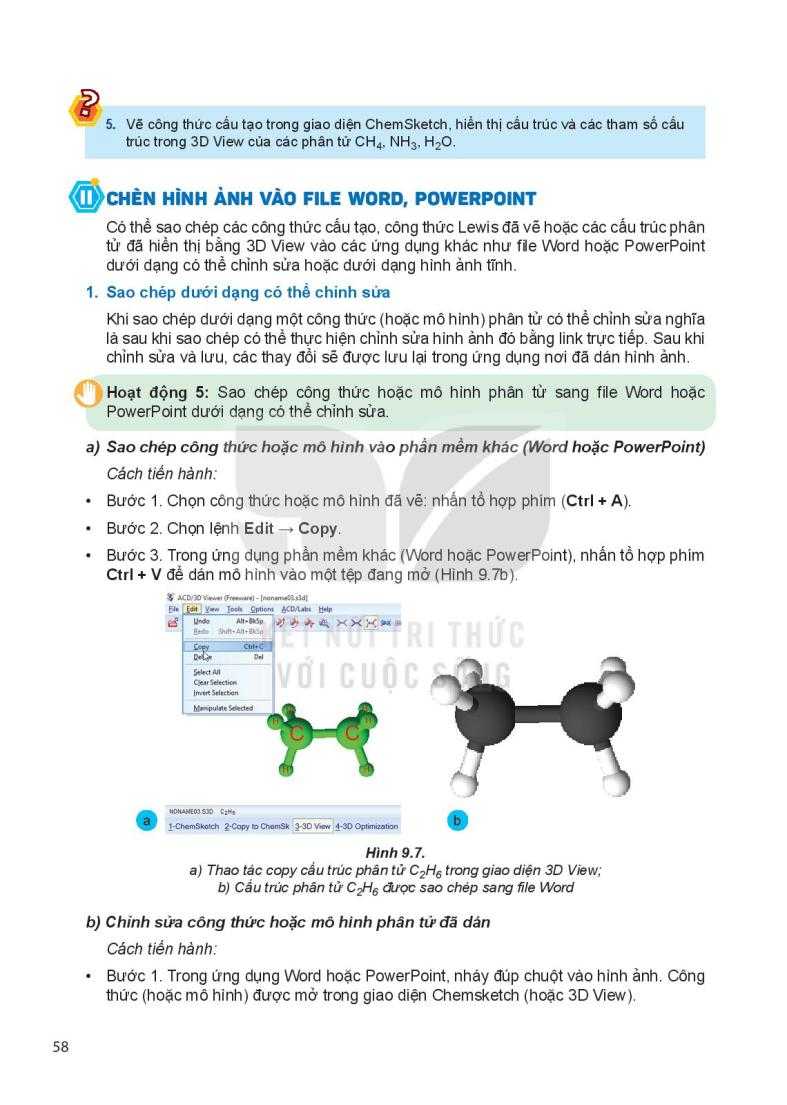 ?
5. Vẽ công thức cấu tạo trong giao diện ChemSketch, hiển thị cấu trúc và các tham số cấu
trúc trong 3D View của các phân tử CH₄, NH₃, H₂O.
II CHÈN HÌNH ẢNH VÀO FILE WORD, POWERPOINT
Có thể sao chép các công thức cấu tạo, công thức Lewis đã vẽ hoặc các cấu trúc phân
tử đã hiển thị bằng 3D View vào các ứng dụng khác như file Word hoặc PowerPoint
dưới dạng có thể chỉnh sửa hoặc dưới dạng hình ảnh tĩnh.
1. Sao chép dưới dạng có thể chỉnh sửa
Khi sao chép dưới dạng một công thức (hoặc mô hình) phân tử có thể chỉnh sửa nghĩa
là sau khi sao chép có thể thực hiện chỉnh sửa hình ảnh đó bằng link trực tiếp. Sau khi
chỉnh sửa và lưu, các thay đổi sẽ được lưu lại trong ứng dụng nơi đã dán hình ảnh.
Hoạt động 5: Sao chép công thức hoặc mô hình phân tử sang file Word hoặc
PowerPoint dưới dạng có thể chỉnh sửa.
a) Sao chép công thức hoặc mô hình vào phần mềm khác (Word hoặc PowerPoint)
Cách tiến hành:
• Bước 1. Chọn công thức hoặc mô hình đã vẽ: nhấn tổ hợp phím (Ctrl + A).
• Bước 2. Chọn lệnh Edit → Copy.
• Bước 3. Trong ứng dụng phần mềm khác (Word hoặc PowerPoint), nhấn tổ hợp phím
Ctrl + V để dán mô hình vào một tệp đang mở (Hình 9.7b).
ACD/3D Viewer (Freeware) - [noname03.s3d]
File Edit View Tools Options ACD/Labs Help
Undo Alt+BkSp
Redo Shift+Alt+BkSp
Copy Ctrl+C
Delete Del
Select All
Clear Selection
Invert Selection
Manipulate Selected
KẾT NỐI TRI THỨC
VỚI CUỘC SỐNG
H H H
C C
H H H
NONAME03.S3D C₂H₆
1-ChemSketch 2-Copy to ChemSk 3-3D View 4-3D Optimization
a b
Hình 9.7.
a) Thao tác copy cấu trúc phân tử C₂H₆ trong giao diện 3D View;
b) Cấu trúc phân tử C₂H₆ được sao chép sang file Word
b) Chỉnh sửa công thức hoặc mô hình phân tử đã dán
Cách tiến hành:
• Bước 1. Trong ứng dụng Word hoặc PowerPoint, nháy đúp chuột vào hình ảnh. Công
thức (hoặc mô hình) được mở trong giao diện Chemsketch (hoặc 3D View).
58